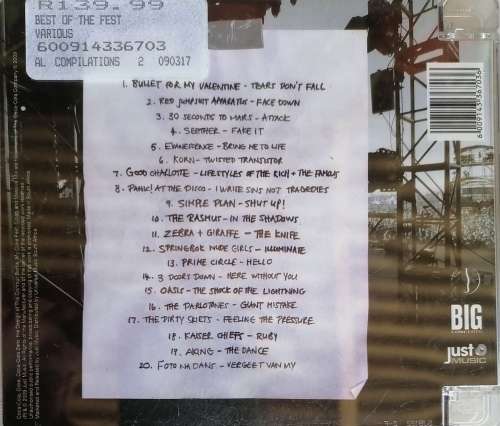 R139.99
BEST OF THE FEST
VARIOUS
600914336703
AL COMPILATIONS 2 090317
1. BULLET FOR MY VALENTINE - TEARS DON'T FALL
2. RED JUMPSUIT APPARATUS - FACE DOWN
3. 30 SECONDS TO MARS - ATTACK
4. SEETHER - FAKE IT
5. EVANESCENCE - BRING ME TO LIFE
6. KORN - TWISTED TRANSISTOR
7. GOOD CHARLOTTE - LIFESTYLES OF THE RICH + THE FAMOUS
8. PANIC! AT THE DISCO - I WRITE SINS NOT TRAGEDIES
9. SIMPLE PLAN - SHUT UP!
10. THE RASMUS - IN THE SHADOWS
11. ZEBRA + GIRAFFE - THE KNIFE
12. SPRINGBOK NUDE GIRLS - ILLUMINATE
13. PRIME CIRCLE - HELLO
14. 3 DOORS DOWN - HERE WITHOUT YOU
15. OASIS - THE SHOCK OF THE LIGHTNING
16. THE PARLOTONES - GIANT MISTAKE
17. THE DIRTY SKIRTS - FEELING THE PRESSURE
18. KAISER CHIEFS - RUBY
19. AKING - THE DANCE
20. FOTO NA DANS - VERGEET VAN MY
6009143367036
BIG
just
MUSIC